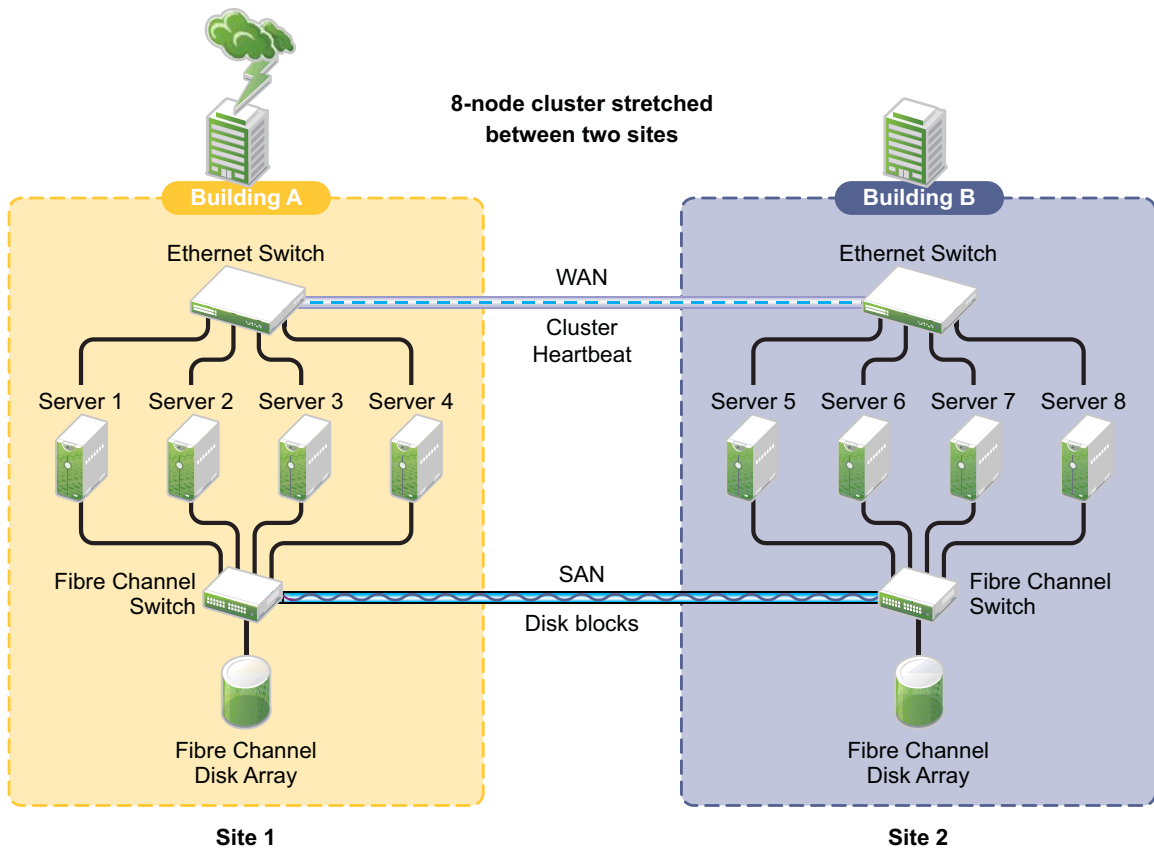 8-node cluster stretched
between two sites
Building A
Building B
Ethernet Switch
Ethernet Switch
WAN
Cluster
Heartbeat
Server 1
Server 2
Server 3
Server 4
Server 5
Server 6
Server 7
Server 8
Fibre Channel
Switch
SAN
Disk blocks
Fibre Channel
Switch
Fibre Channel
Disk Array
Fibre Channel
Disk Array
Site 1
Site 2